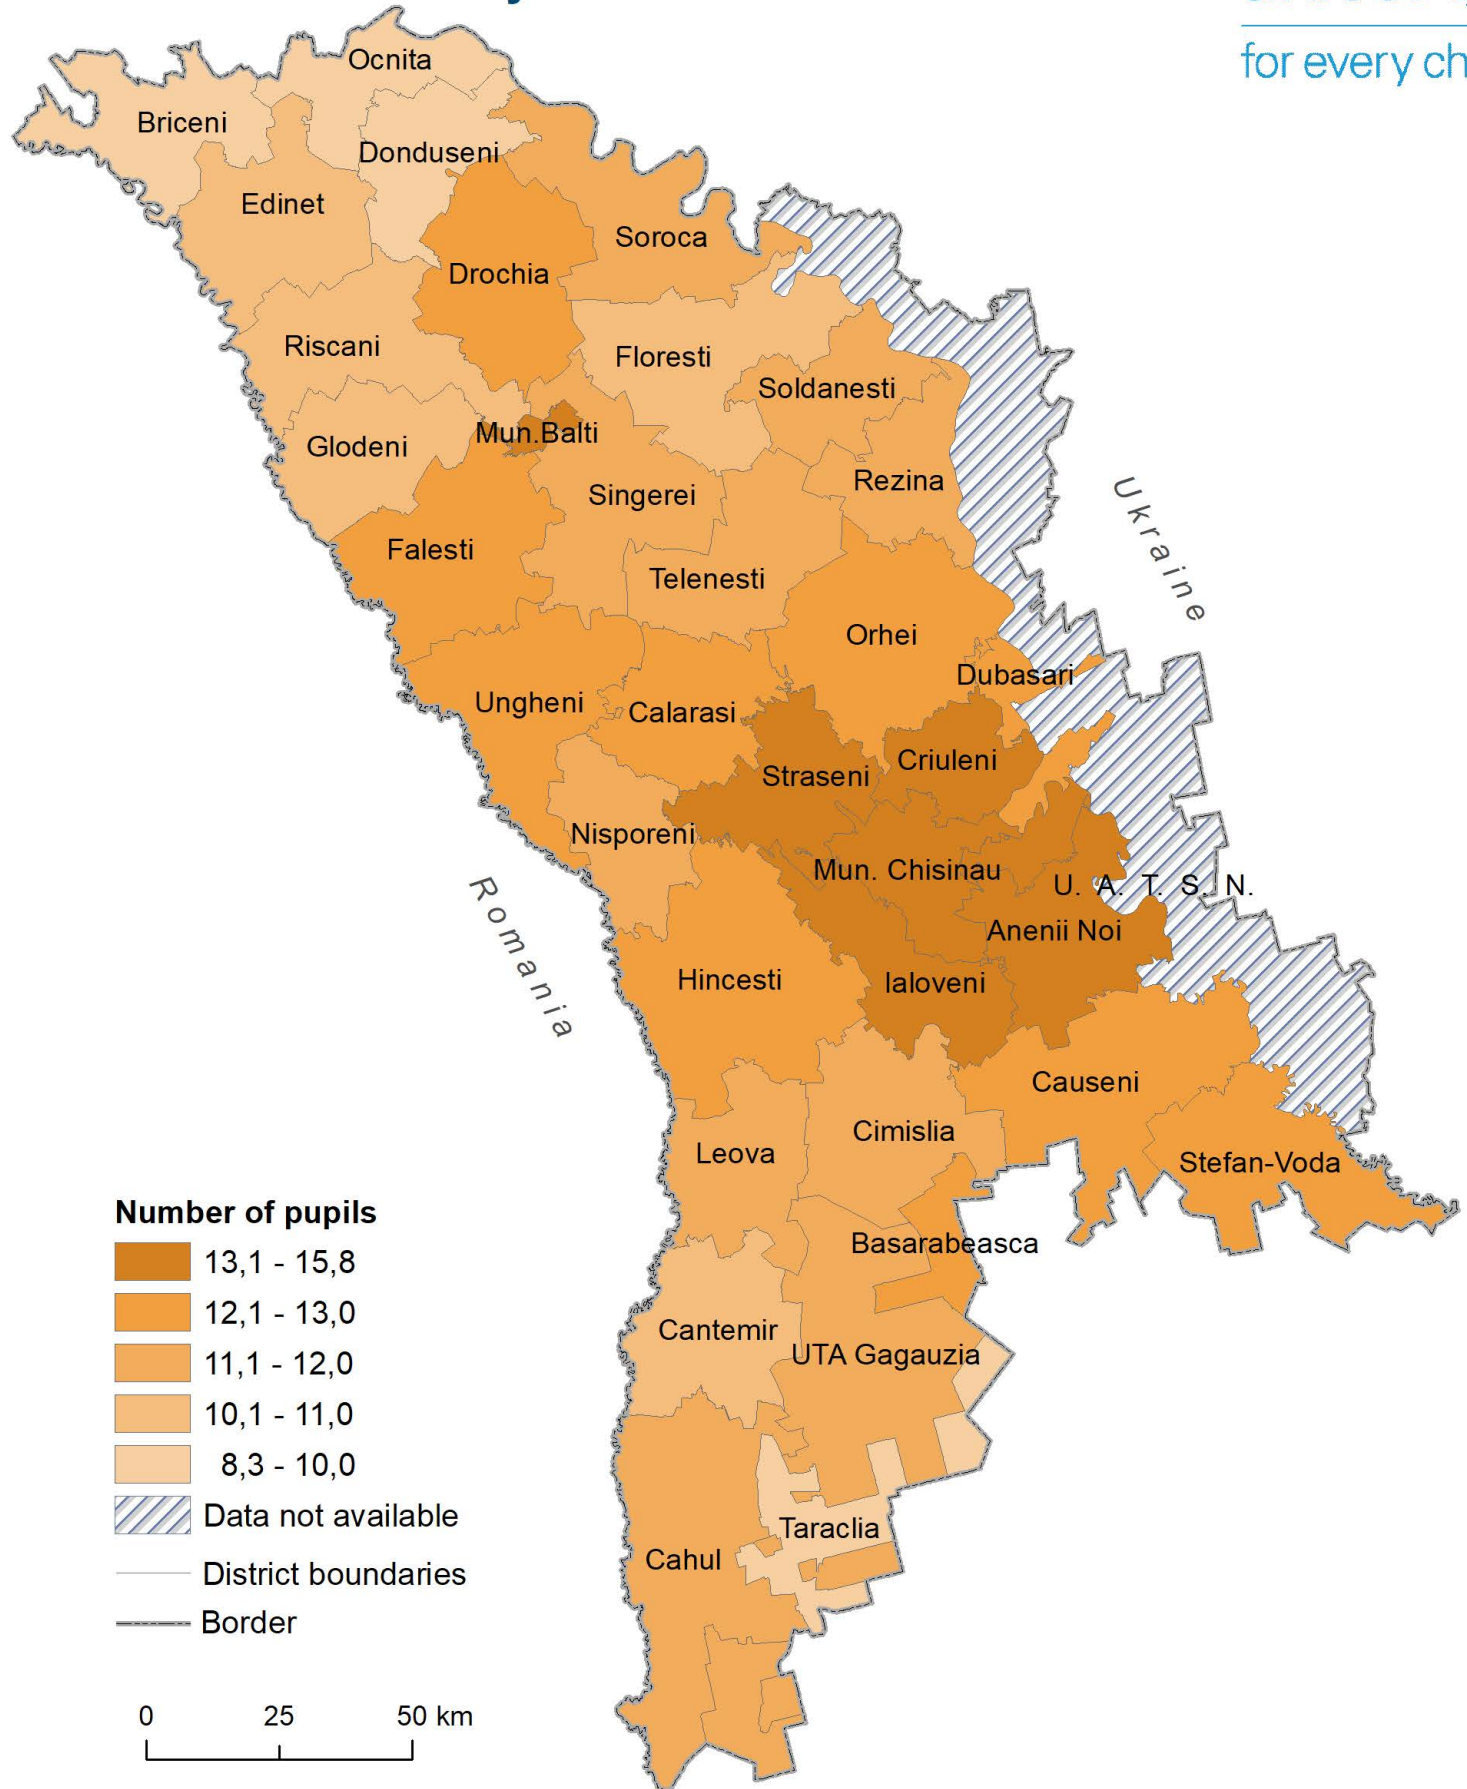 for every ch
Ocnita
Briceni
Donduseni
Edinet
Soroca
Drochia
Riscani
Floresti
Soldanesti
Mun.Balti
Glodeni
Rezina
Singerei
Ukraine
Falesti
Telenesti
Orhei
Dubasari
Ungheni
Calarasi
Criuleni
Straseni
Nisporeni
Mun. Chisinau
U. A. T. S. N.
Romania
Anenii Noi
Hincesti
Ialoveni
Causeni
Cimislia
Leova
Stefan-Voda
Basarabeasca
Cantemir
UTA Gagauzia
Taraclia
Cahul
Number of pupils
13,1 - 15,8
12,1 - 13,0
11,1 - 12,0
10,1 - 11,0
8,3 - 10,0
Data not available
District boundaries
Border
0 25 50 km